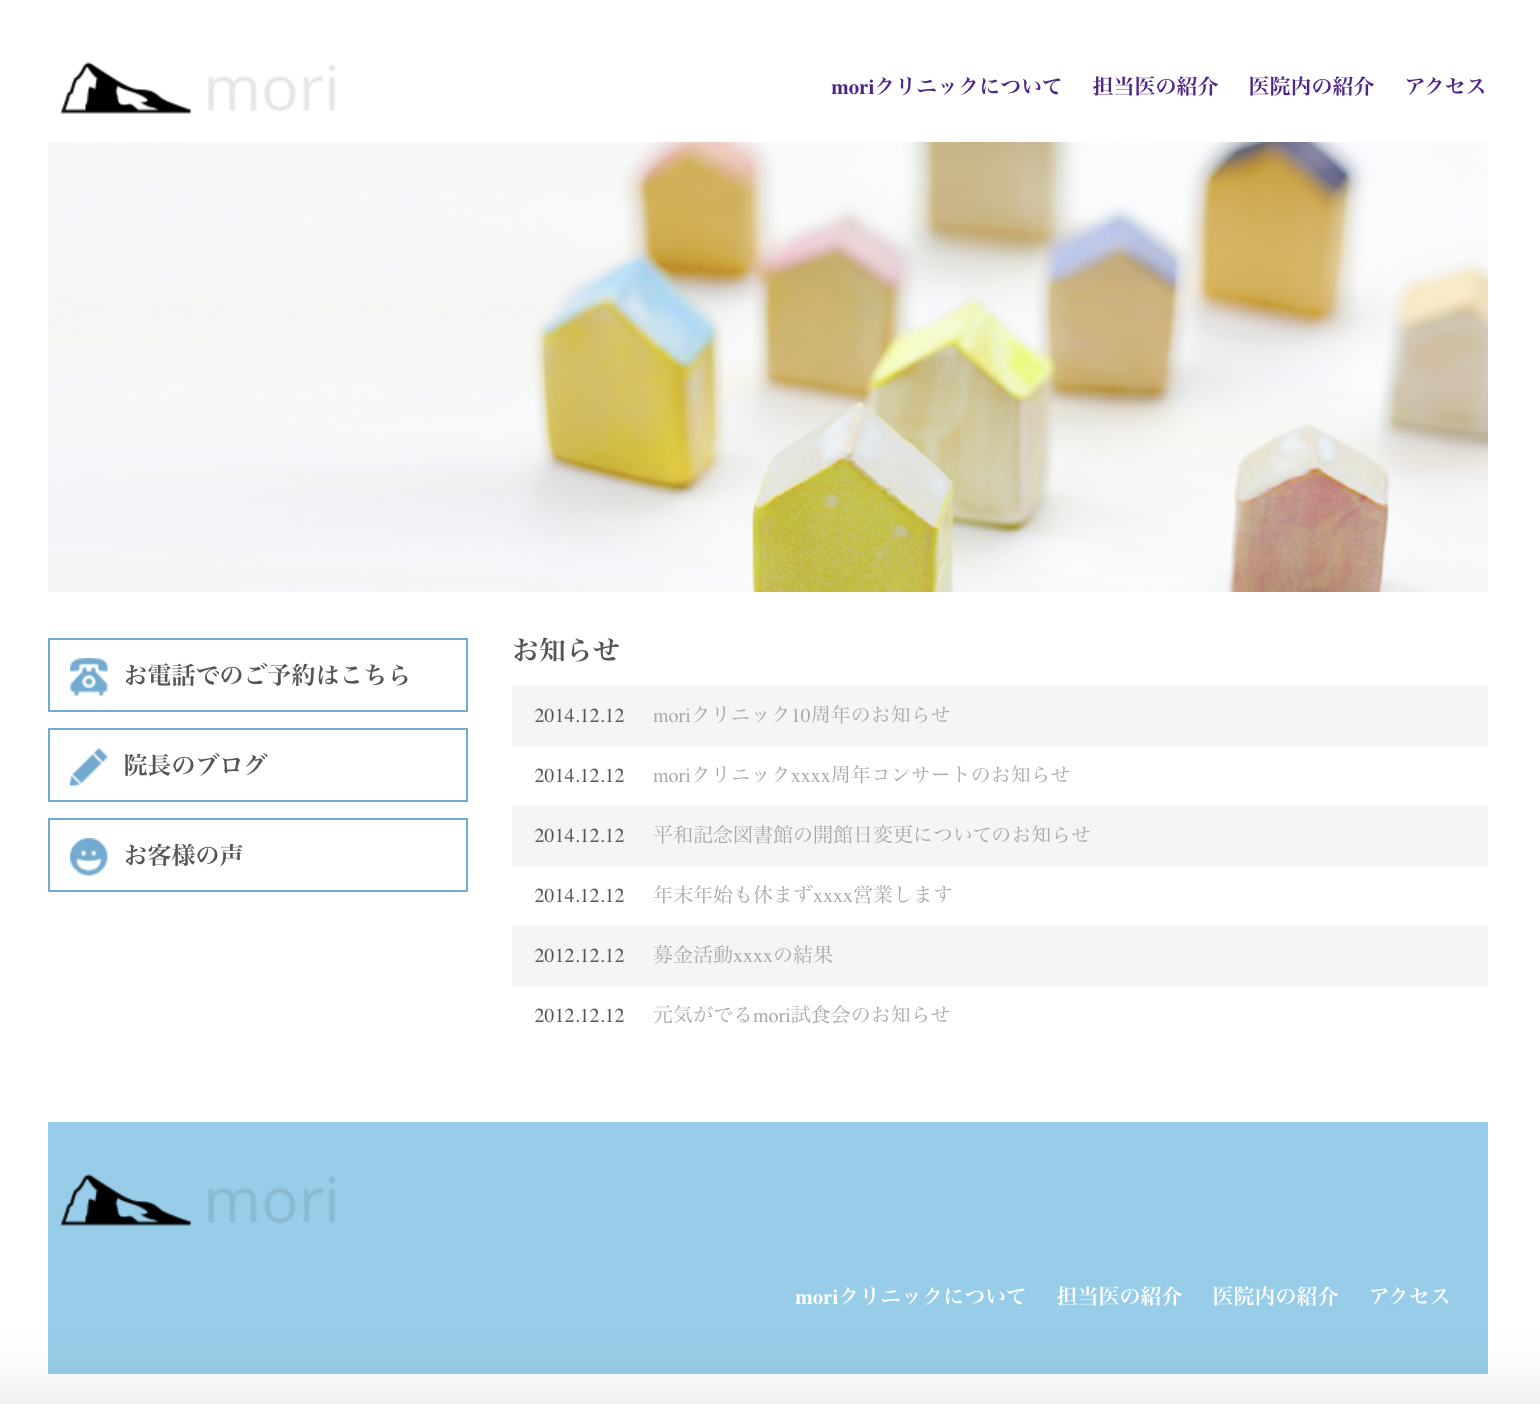 mori
moriクリニックについて 担当医の紹介 医院内の紹介 アクセス
お電話でのご予約はこちら
院長のブログ
お客様の声
お知らせ
2014.12.12 moriクリニック10周年のお知らせ
2014.12.12 moriクリニックxxxx周年コンサートのお知らせ
2014.12.12 平和記念図書館の開館日変更についてのお知らせ
2014.12.12 年末年始も休まずxxxx営業します
2012.12.12 募金活動xxxxの結果
2012.12.12 元気がでるmori試食会のお知らせ
mori
moriクリニックについて 担当医の紹介 医院内の紹介 アクセス